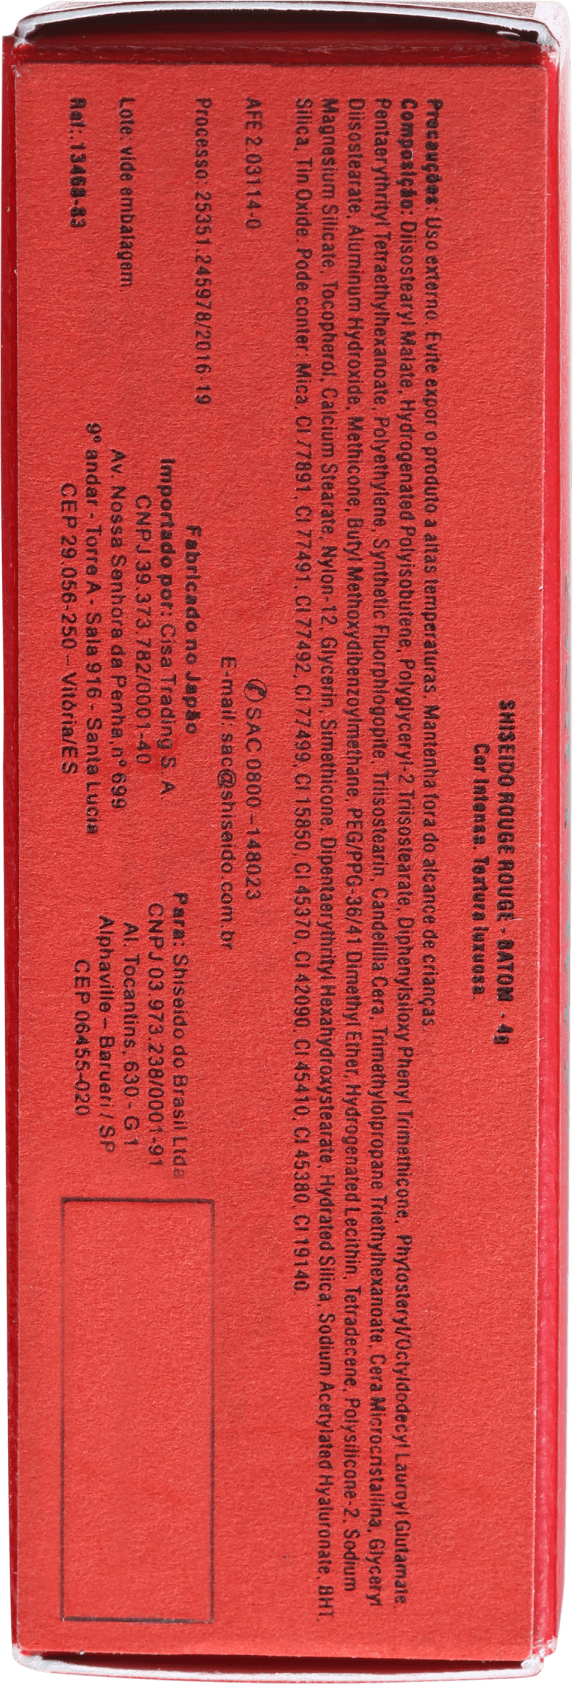 SHISEIDO ROUGE ROUGE - BATOM - 4g
Cor Intensa. Textura luxuosa.
Precauções: Uso externo. Evite expor o produto a altas temperaturas. Mantenha fora do alcance de crianças.
Composição: Diisostearyl Malate, Hydrogenated Polyisobutene, Polyglyceryl-2 Triisostearate, Diphenylsiloxy Phenyl Trimethicone, Phytosteryl/Octyldodecyl Lauroyl Glutamate,
Pentaerythrityl Tetraethylhexanoate, Polyethylene, Synthetic Fluorphlogopite, Triisostearin, Candelilla Cera, Trimethylolpropane Triethylhexanoate, Cera Microcristallina, Glyceryl
Diisostearate, Aluminum Hydroxide, Methicone, Butyl Methoxydibenzoylmethane, PEG/PPG-36/41 Dimethyl Ether, Hydrogenated Lecithin, Tetradecene, Polysilicone-2, Sodium
Magnesium Silicate, Tocopherol, Calcium Stearate, Nylon-12, Glycerin, Simethicone, Dipentaerythrityl Hexahydroxystearate, Hydrated Silica, Sodium Acetylated Hyaluronate, BHT,
Silica, Tin Oxide. Pode conter: Mica, CI 77891, CI 77491, CI 77492, CI 77499, CI 15850, CI 45370, CI 42090, CI 45410, CI 45380, CI 19140.
AFE 2.03114-0
Processo: 25351.245978/2016-19
Lote: vide embalagem
Ref.: 13468-83
✆ SAC 0800 – 148023
E-mail: sac@shiseido.com.br
Fabricado no Japão
Importado por: Cisa Trading S. A.
CNPJ 39.373.782/0001-40
Av. Nossa Senhora da Penha, nº 699
9º andar - Torre A - Sala 916 - Santa Lucia
CEP 29.056-250 – Vitória/ES
Para: Shiseido do Brasil Ltda
CNPJ 03.973.238/0001-91
Al. Tocantins, 630 - G 1
Alphaville – Barueri / SP
CEP 06455-020